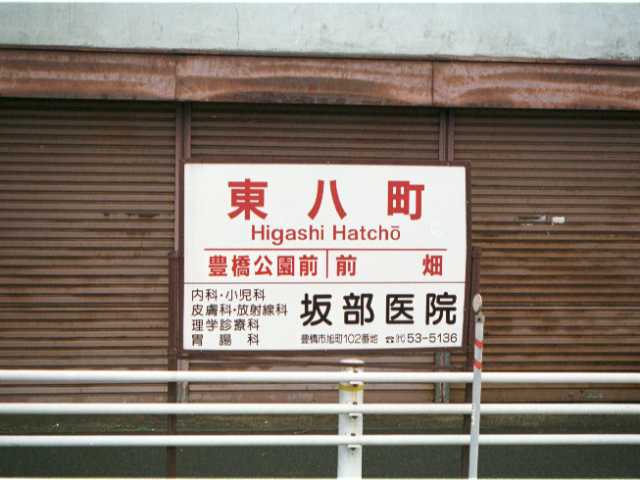 東八町
Higashi Hatchō
豊橋公園前 前畑
内科・小児科
皮膚科・放射線科
理学診療科
胃腸科
坂部医院
豊橋市旭町102番地 ☎ 53-5136